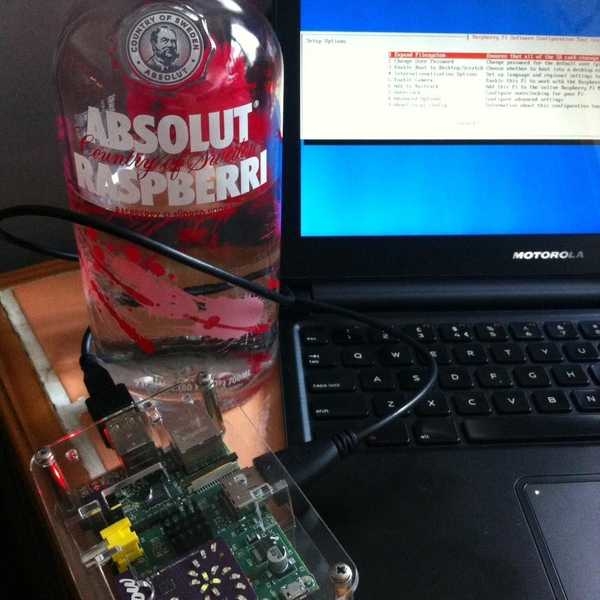 COUNTRY OF SWEDEN
ABSOLUT
ABSOLUT
Country of Sweden
RASPBERRI
700ML
Raspberry Pi Software Configuration Tool
Setup Options
1 Expand Filesystem Ensures that all of the SD card storage
2 Change User Password Change password for the default user
3 Enable Boot to Desktop/Scratch Choose whether to boot into a desktop
4 Internationalisation Options Set up language and regional settings
5 Enable Camera Enable this Pi to work with the Raspberry
6 Add to Rastrack Add this Pi to the online Raspberry Pi
7 Overclock Configure overclocking for your Pi
8 Advanced Options Configure advanced settings
9 About raspi-config Information about this configuration
MOTOROLA
Q W E R T Y U
caps lock A S D F G H J
Z X C V B N